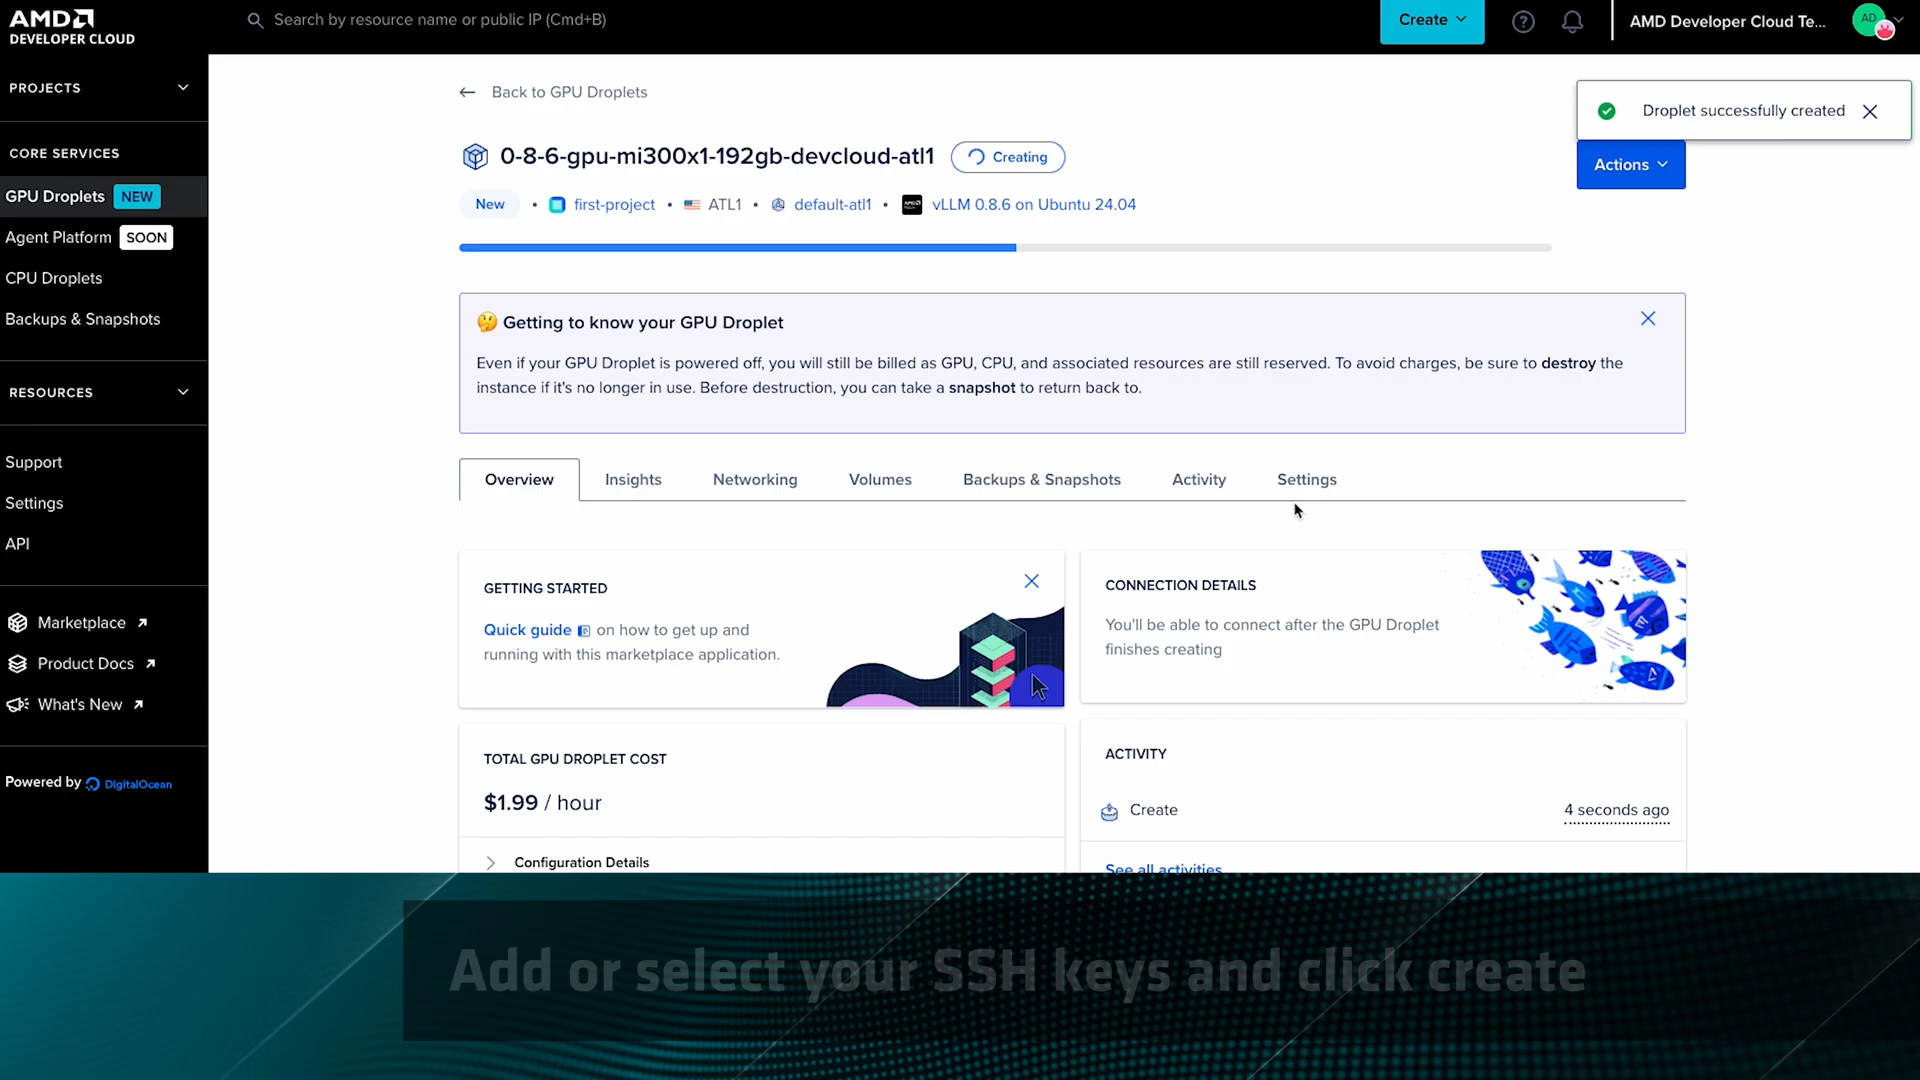 AMD
DEVELOPER CLOUD
Search by resource name or public IP (Cmd+B)
Create
AMD Developer Cloud Te...
AD
PROJECTS
CORE SERVICES
GPU Droplets NEW
Agent Platform SOON
CPU Droplets
Backups & Snapshots
RESOURCES
Support
Settings
API
Marketplace
Product Docs
What's New
Powered by DigitalOcean
Back to GPU Droplets
Droplet successfully created
0-8-6-gpu-mi300x1-192gb-devcloud-atl1 Creating
Actions
New • first-project • ATL1 • default-atl1 • vLLM 0.8.6 on Ubuntu 24.04
🤔 Getting to know your GPU Droplet
Even if your GPU Droplet is powered off, you will still be billed as GPU, CPU, and associated resources are still reserved. To avoid charges, be sure to destroy the
instance if it's no longer in use. Before destruction, you can take a snapshot to return back to.
Overview Insights Networking Volumes Backups & Snapshots Activity Settings
GETTING STARTED
Quick guide on how to get up and
running with this marketplace application.
CONNECTION DETAILS
You'll be able to connect after the GPU Droplet
finishes creating
TOTAL GPU DROPLET COST
$1.99 / hour
Configuration Details
ACTIVITY
Create 4 seconds ago
See all activities
Add or select your SSH keys and click create